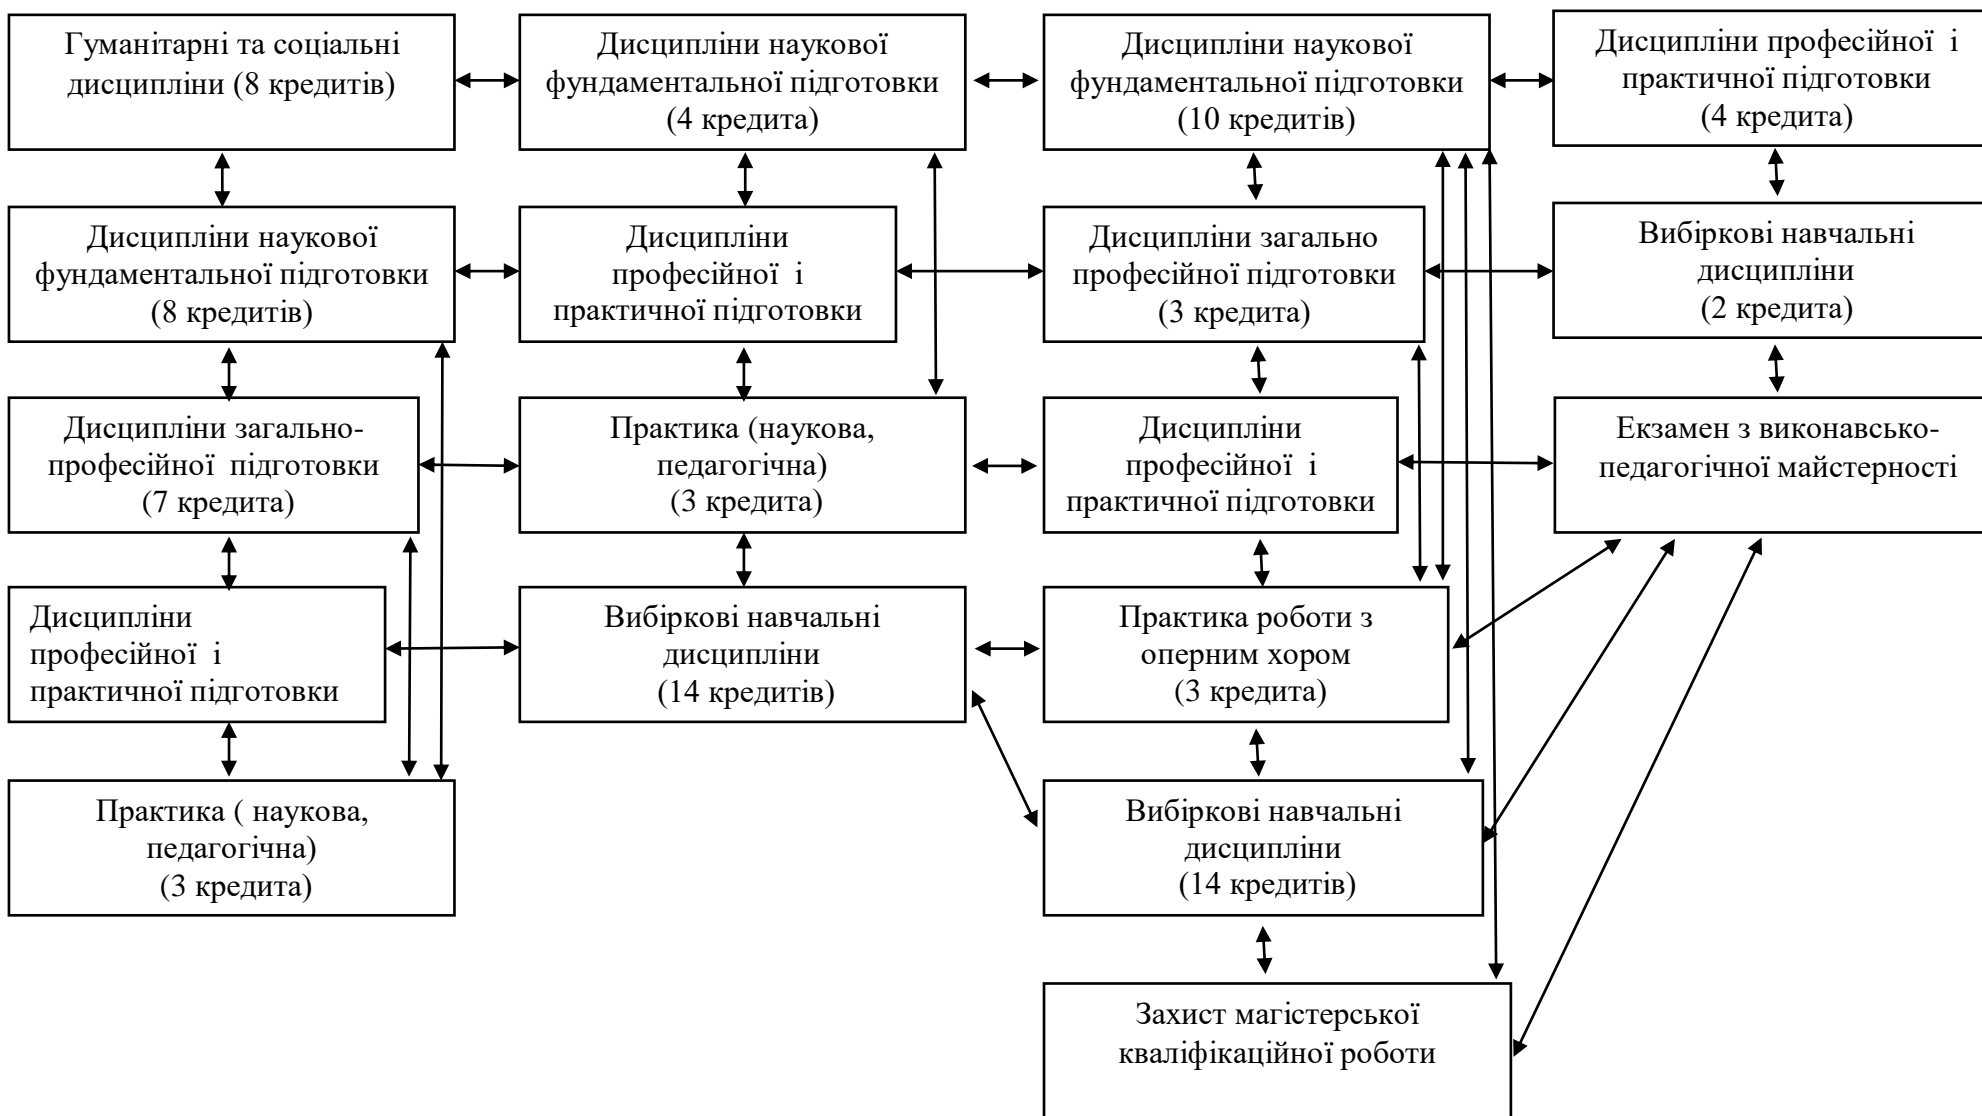 Гуманітарні та соціальні
дисципліни (8 кредитів)
Дисципліни наукової
фундаментальної підготовки
(4 кредита)
Дисципліни наукової
фундаментальної підготовки
(10 кредитів)
Дисципліни професійної і
практичної підготовки
(4 кредита)
Дисципліни наукової
фундаментальної підготовки
(8 кредитів)
Дисципліни
професійної і
практичної підготовки
Дисципліни загально
професійної підготовки
(3 кредита)
Вибіркові навчальні
дисципліни
(2 кредита)
Дисципліни загально-
професійної підготовки
(7 кредита)
Практика (наукова,
педагогічна)
(3 кредита)
Дисципліни
професійної і
практичної підготовки
Екзамен з виконавсько-
педагогічної майстерності
Дисципліни
професійної і
практичної підготовки
Вибіркові навчальні
дисципліни
(14 кредитів)
Практика роботи з
оперним хором
(3 кредита)
Практика ( наукова,
педагогічна)
(3 кредита)
Вибіркові навчальні
дисципліни
(14 кредитів)
Захист магістерської
кваліфікаційної роботи